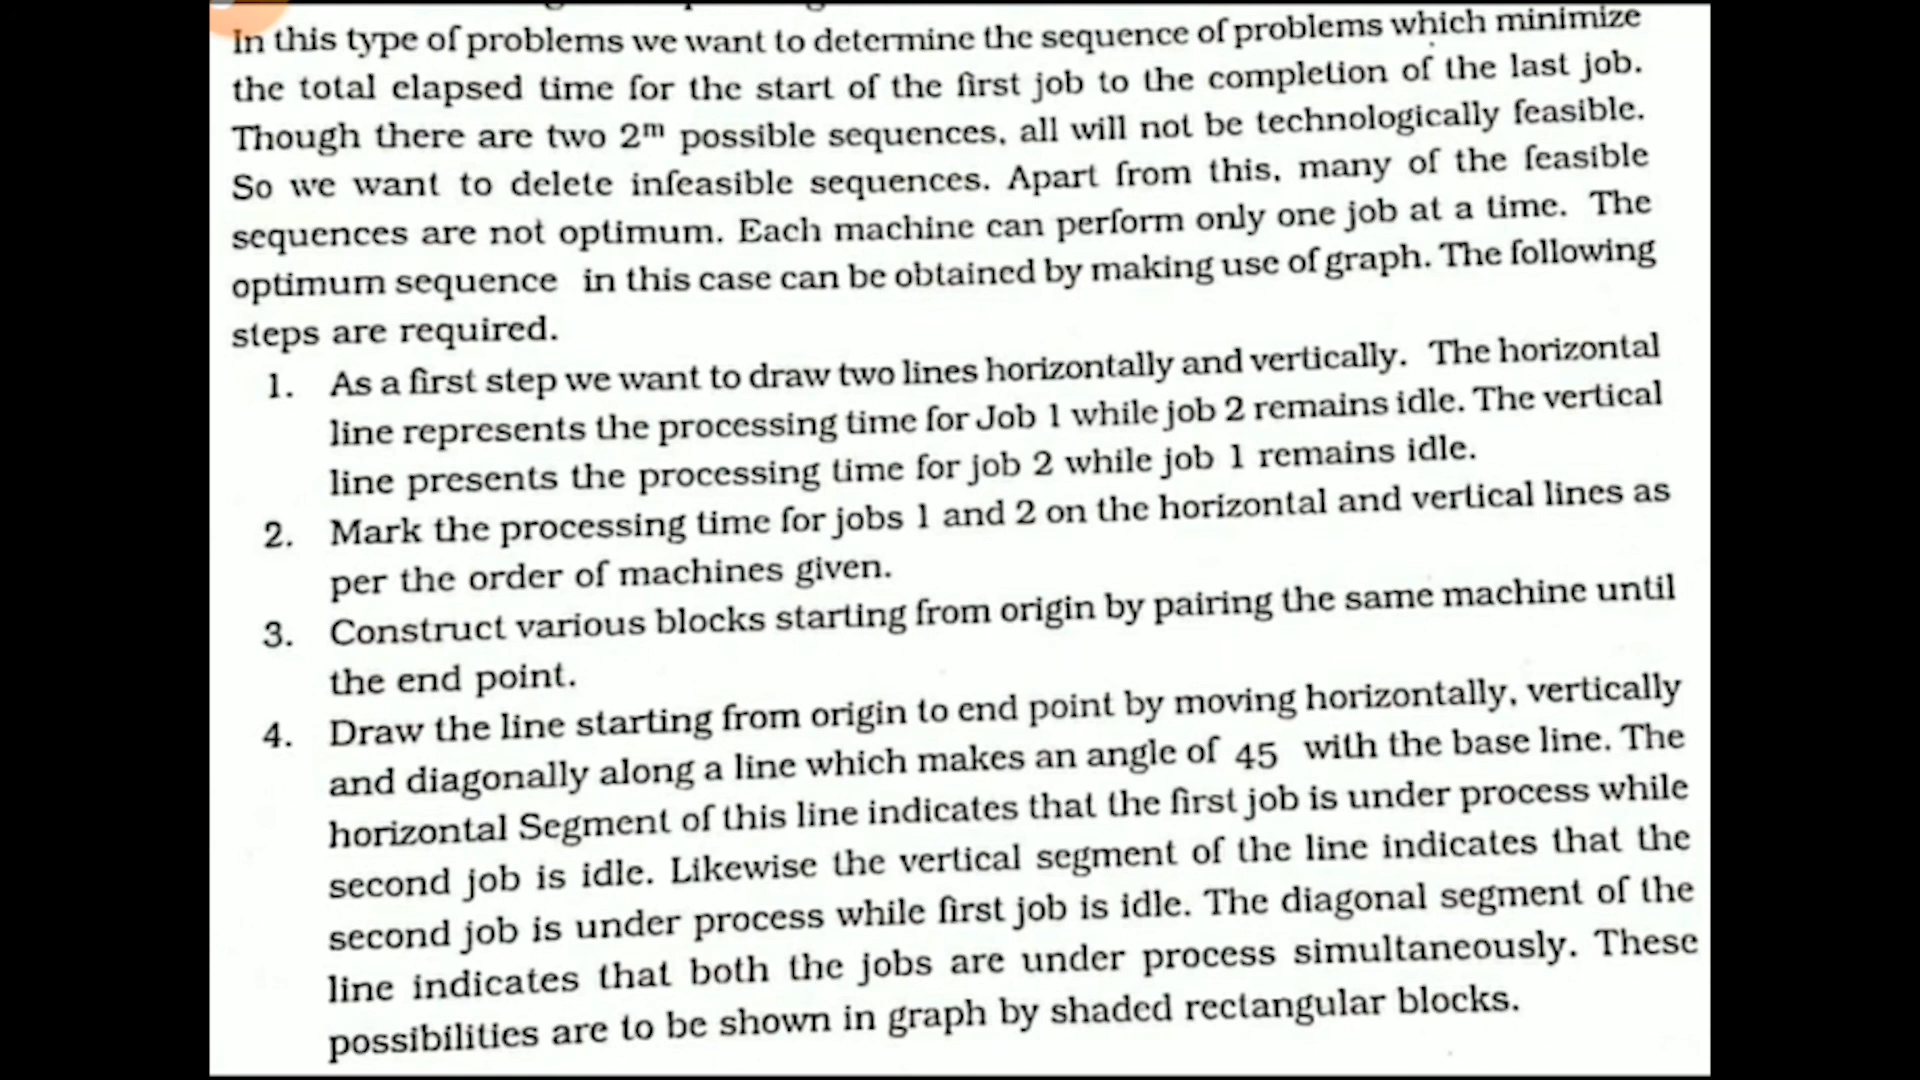 In this type of problems we want to determine the sequence of problems which minimize
the total elapsed time for the start of the first job to the completion of the last job.
Though there are two 2ᵐ possible sequences, all will not be technologically feasible.
So we want to delete infeasible sequences. Apart from this, many of the feasible
sequences are not optimum. Each machine can perform only one job at a time. The
optimum sequence in this case can be obtained by making use of graph. The following
steps are required.
1. As a first step we want to draw two lines horizontally and vertically. The horizontal
line represents the processing time for Job 1 while job 2 remains idle. The vertical
line presents the processing time for job 2 while job 1 remains idle.
2. Mark the processing time for jobs 1 and 2 on the horizontal and vertical lines as
per the order of machines given.
3. Construct various blocks starting from origin by pairing the same machine until
the end point.
4. Draw the line starting from origin to end point by moving horizontally, vertically
and diagonally along a line which makes an angle of 45 with the base line. The
horizontal Segment of this line indicates that the first job is under process while
second job is idle. Likewise the vertical segment of the line indicates that the
second job is under process while first job is idle. The diagonal segment of the
line indicates that both the jobs are under process simultaneously. These
possibilities are to be shown in graph by shaded rectangular blocks.